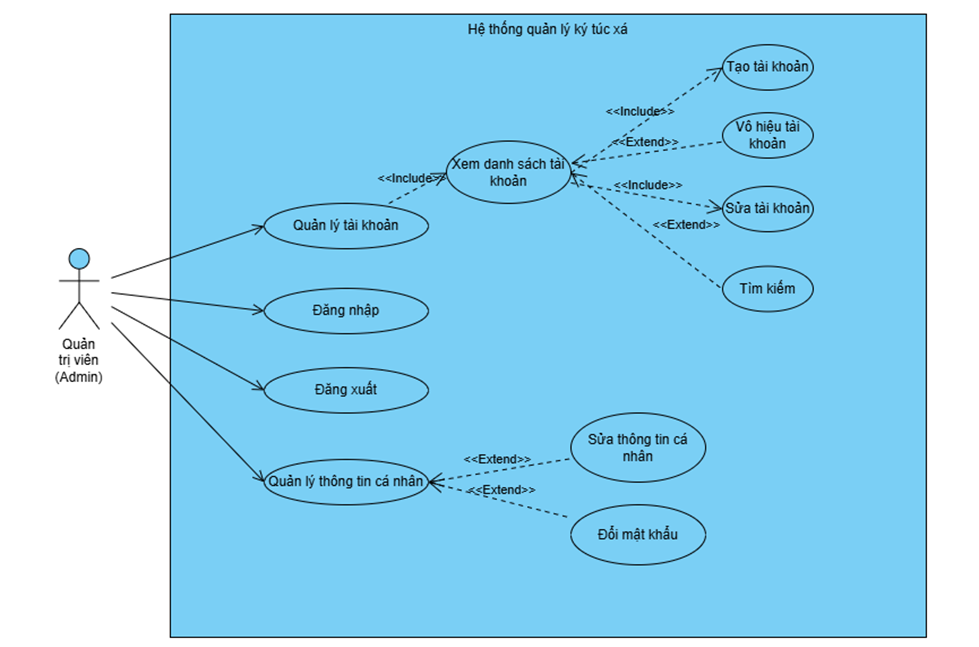 Hệ thống quản lý ký túc xá
Tạo tài khoản
<<Include>>
Vô hiệu tài
khoản
<<Extend>>
Xem danh sách tài
khoản
<<Include>>
<<Include>>
Sửa tài khoản
<<Extend>>
Quản lý tài khoản
Tìm kiếm
Đăng nhập
Quản
trị viên
(Admin)
Đăng xuất
Sửa thông tin cá
nhân
<<Extend>>
Quản lý thông tin cá nhân
<<Extend>>
Đổi mật khẩu